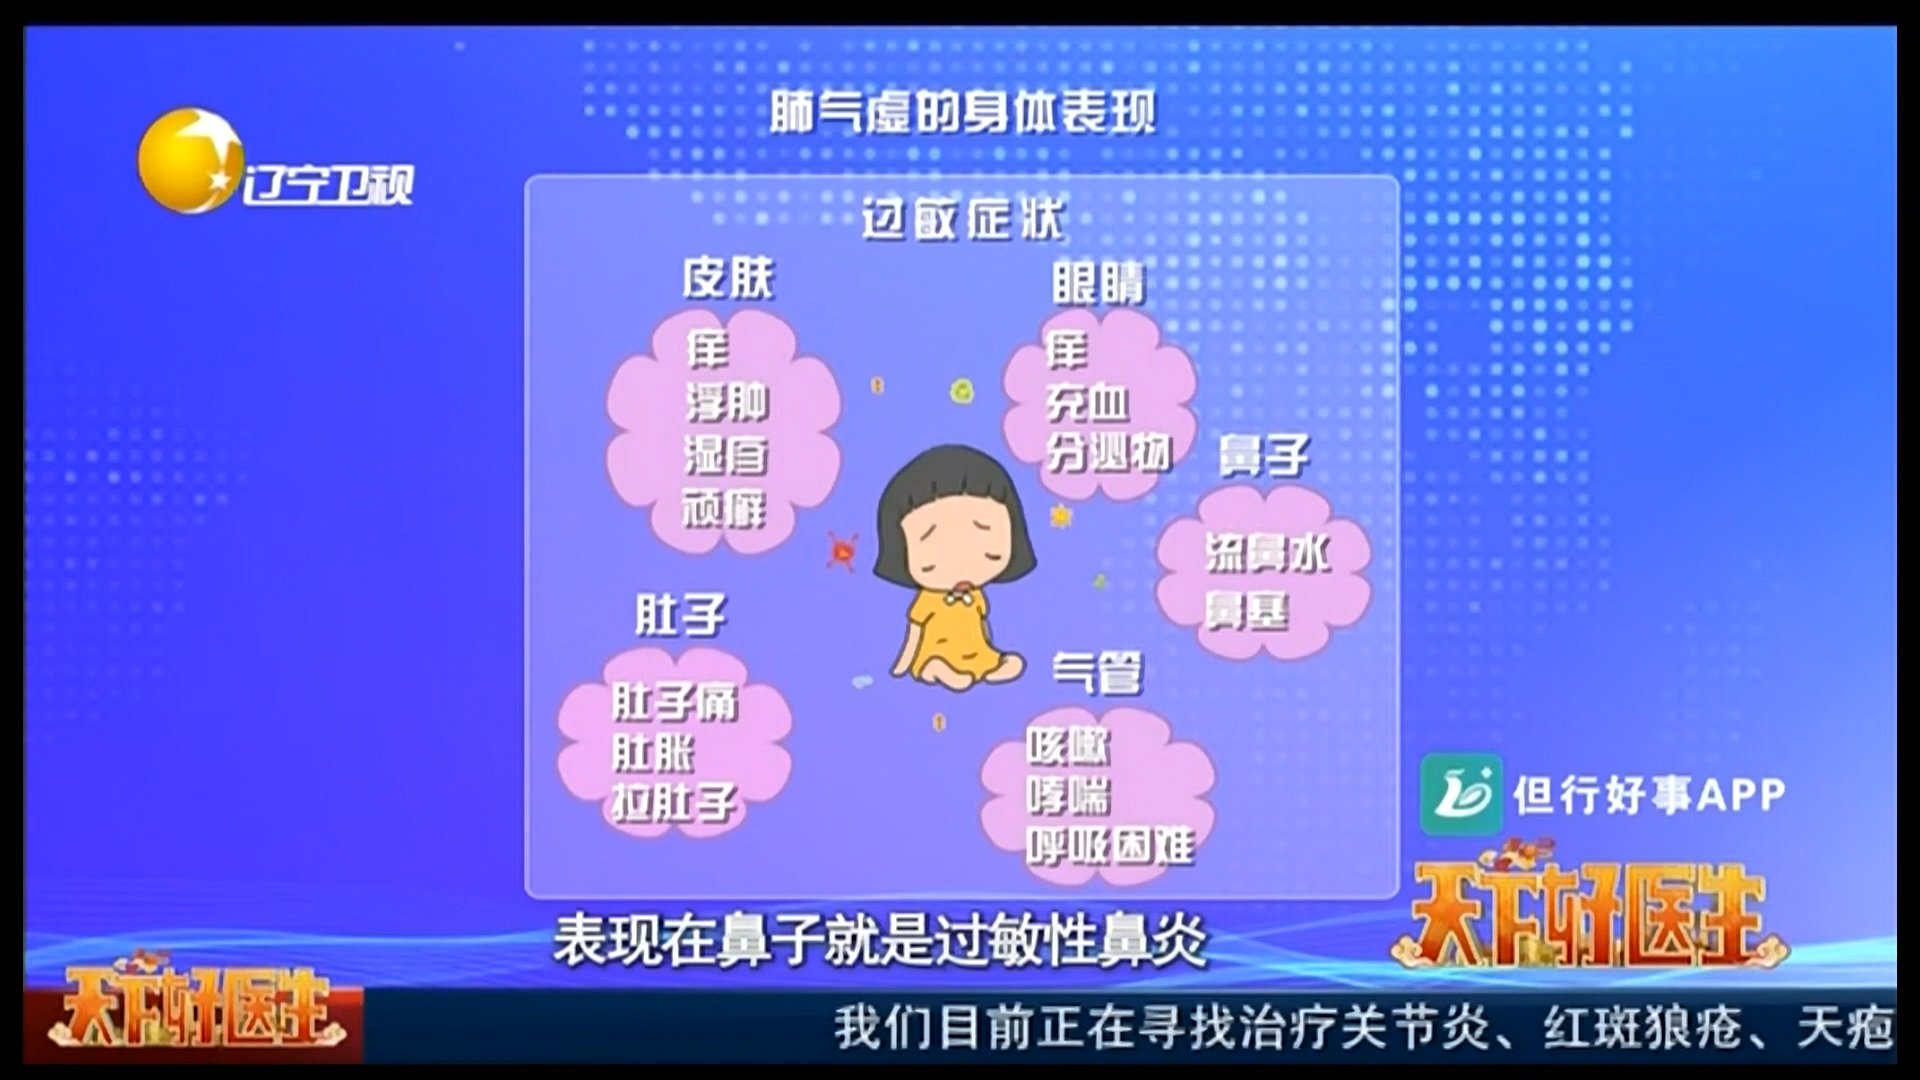 肺气虚的身体表现
辽宁卫视
过敏症状
皮肤
痒
浮肿
湿疹
顽癣
眼睛
痒
充血
分泌物
鼻子
流鼻水
鼻塞
肚子
肚子痛
肚胀
拉肚子
气管
咳嗽
哮喘
呼吸困难
但行好事APP
天下好医生
表现在鼻子就是过敏性鼻炎
天下好医生
我们目前正在寻找治疗关节炎、红斑狼疮、天疱